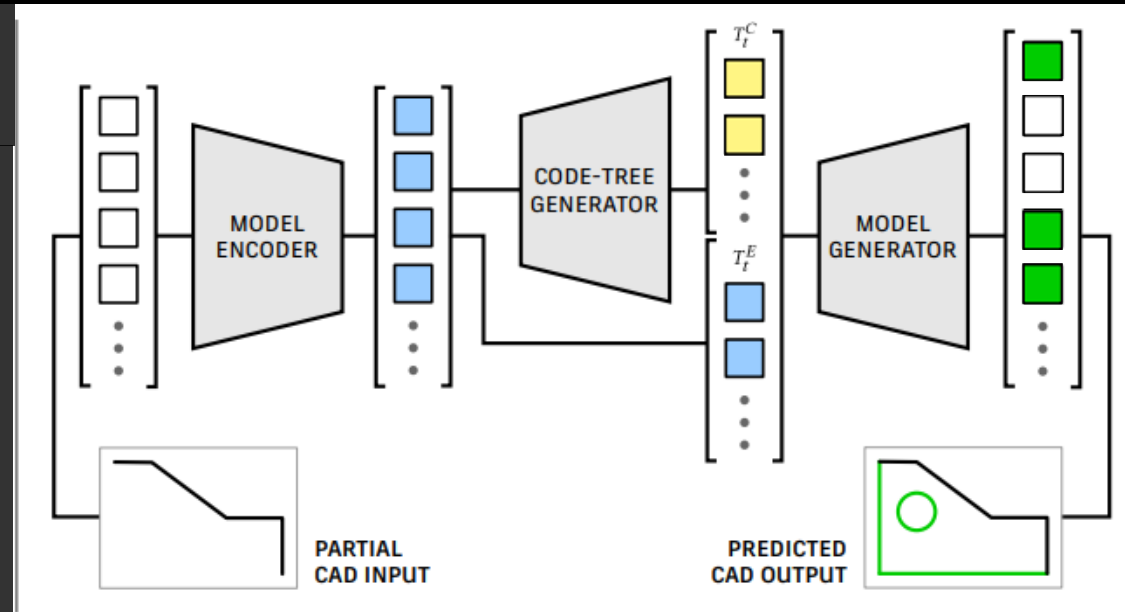 T_t^C
CODE-TREE
GENERATOR
MODEL
ENCODER
MODEL
GENERATOR
T_t^E
PARTIAL
CAD INPUT
PREDICTED
CAD OUTPUT